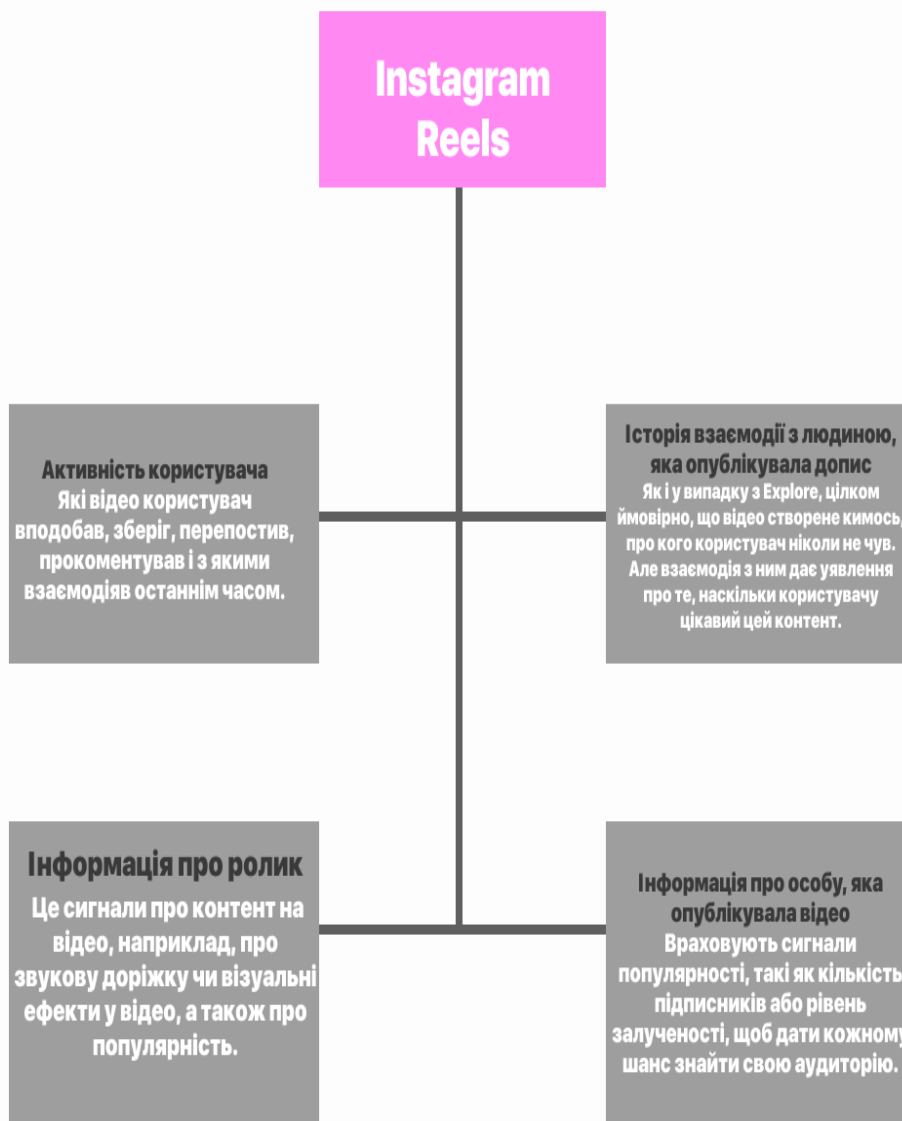 Instagram
Reels
Активність користувача
Які відео користувач
вподобав, зберіг, перепостив,
прокоментував і з якими
взаємодіяв останнім часом.
Історія взаємодії з людиною,
яка опублікувала допис
Як і у випадку з Explore, цілком
ймовірно, що відео створене кимось,
про кого користувач ніколи не чув.
Але взаємодія з ним дає уявлення
про те, наскільки користувачу
цікавий цей контент.
Інформація про ролик
Це сигнали про контент на
відео, наприклад, про
звукову доріжку чи візуальні
ефекти у відео, а також про
популярність.
Інформація про особу, яка
опублікувала відео
Враховують сигнали
популярності, такі як кількість
підписників або рівень
залученості, щоб дати кожному
шанс знайти свою аудиторію.